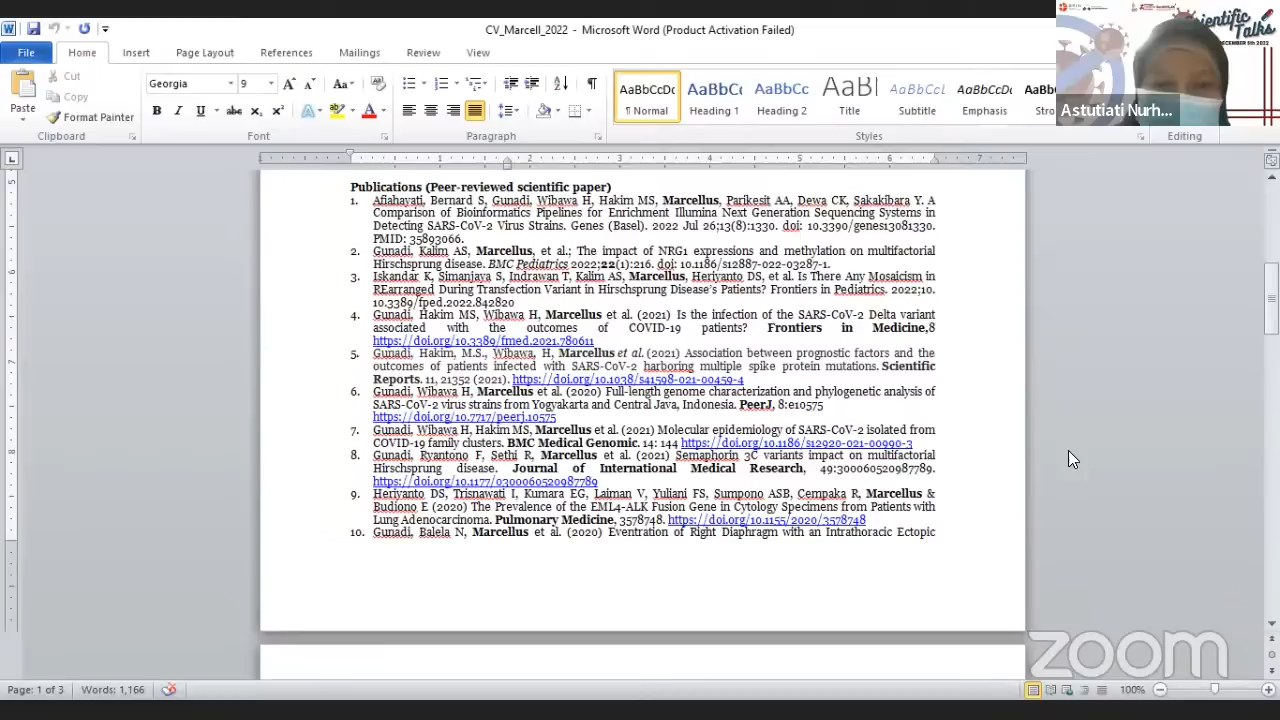 CV_Marcell_2022 - Microsoft Word (Product Activation Failed)
File Home Insert Page Layout References Mailings Review View
Paste
Cut
Copy
Format Painter
Clipboard
Georgia 9
Font
Paragraph
AaBbCcDc AaBbC AaBbCc AaBl AaBbCcl AaBbCcDc AaBb
¶ Normal Heading 1 Heading 2 Title Subtitle Emphasis Stro
Styles
Editing
Scientific
Talks
DECEMBER 5th 2022
Astutiati Nurh...
Publications (Peer-reviewed scientific paper)
1. Afiahayati, Bernard S, Gunadi, Wibawa H, Hakim MS, Marcellus, Parikesit AA, Dewa CK, Sakakibara Y. A
Comparison of Bioinformatics Pipelines for Enrichment Illumina Next Generation Sequencing Systems in
Detecting SARS-CoV-2 Virus Strains. Genes (Basel). 2022 Jul 26;13(8):1330. doi: 10.3390/genes13081330.
PMID: 35893066.
2. Gunadi, Kalim AS, Marcellus, et al.; The impact of NRG1 expressions and methylation on multifactorial
Hirschsprung disease. BMC Pediatrics 2022;22(1):216. doi: 10.1186/s12887-022-03287-1.
3. Iskandar K, Simanjaya S, Indrawan T, Kalim AS, Marcellus, Heriyanto DS, et al. Is There Any Mosaicism in
REarranged During Transfection Variant in Hirschsprung Disease's Patients? Frontiers in Pediatrics. 2022;10.
10.3389/fped.2022.842820
4. Gunadi, Hakim MS, Wibawa H, Marcellus et al. (2021) Is the infection of the SARS-CoV-2 Delta variant
associated with the outcomes of COVID-19 patients? Frontiers in Medicine,8
https://doi.org/10.3389/fmed.2021.780611
5. Gunadi, Hakim, M.S., Wibawa, H, Marcellus et al. (2021) Association between prognostic factors and the
outcomes of patients infected with SARS-CoV-2 harboring multiple spike protein mutations. Scientific
Reports. 11, 21352 (2021). https://doi.org/10.1038/s41598-021-00459-4
6. Gunadi, Wibawa H, Marcellus et al. (2020) Full-length genome characterization and phylogenetic analysis of
SARS-CoV-2 virus strains from Yogyakarta and Central Java, Indonesia. PeerJ, 8:e10575
https://doi.org/10.7717/peerj.10575
7. Gunadi, Wibawa H, Hakim MS, Marcellus et al. (2021) Molecular epidemiology of SARS-CoV-2 isolated from
COVID-19 family clusters. BMC Medical Genomic. 14: 144 https://doi.org/10.1186/s12920-021-00990-3
8. Gunadi, Ryantono F, Sethi R, Marcellus et al. (2021) Semaphorin 3C variants impact on multifactorial
Hirschsprung disease. Journal of International Medical Research, 49:300060520987789.
https://doi.org/10.1177/0300060520987789
9. Heriyanto DS, Trisnawati I, Kumara EG, Laiman V, Yuliani FS, Sumpono ASB, Cempaka R, Marcellus &
Budiono E (2020) The Prevalence of the EML4-ALK Fusion Gene in Cytology Specimens from Patients with
Lung Adenocarcinoma. Pulmonary Medicine, 3578748. https://doi.org/10.1155/2020/3578748
10. Gunadi, Balela N, Marcellus et al. (2020) Eventration of Right Diaphragm with an Intrathoracic Ectopic
zoom
Page: 1 of 3 Words: 1,166 100%